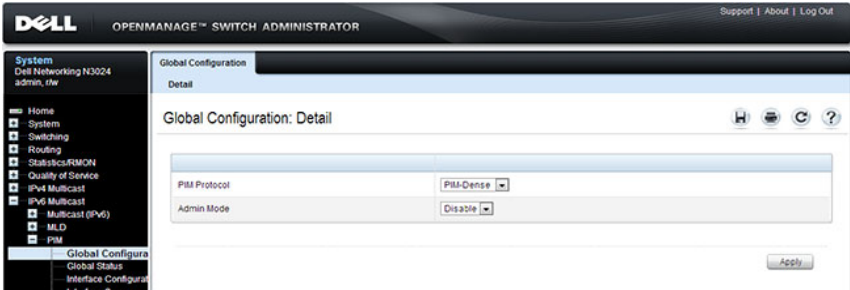 Support | About | Log Out
DELL OPENMANAGE™ SWITCH ADMINISTRATOR
System
Dell Networking N3024
admin, r/w
Home
System
Switching
Routing
Statistics/RMON
Quality of Service
IPv4 Multicast
IPv6 Multicast
Multicast (IPv6)
MLD
PIM
Global Configura
Global Status
Interface Configurat
Global Configuration
Detail
Global Configuration: Detail
PIM Protocol PIM-Dense
Admin Mode Disable
Apply